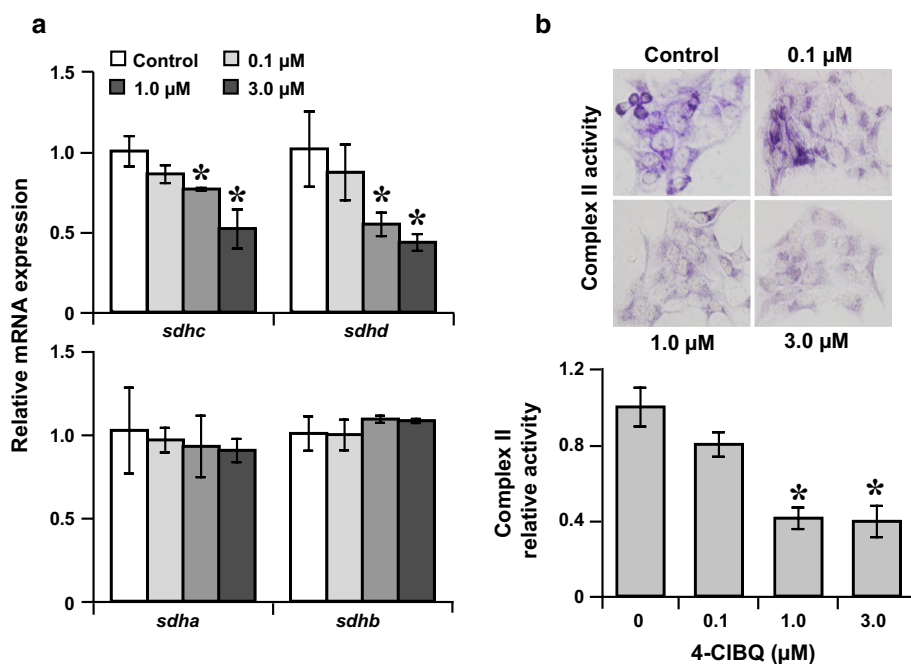 a
Control
0.1 µM
1.0 µM
3.0 µM
Relative mRNA expression
1.5
1.0
0.5
0
*
*
*
*
sdhc
sdhd
1.5
1.0
0.5
0
sdha
sdhb
b
Control
0.1 µM
Complex II activity
1.0 µM
3.0 µM
Complex II
relative activity
1.2
0.8
0.4
0
*
*
0
0.1
1.0
3.0
4-ClBQ (µM)